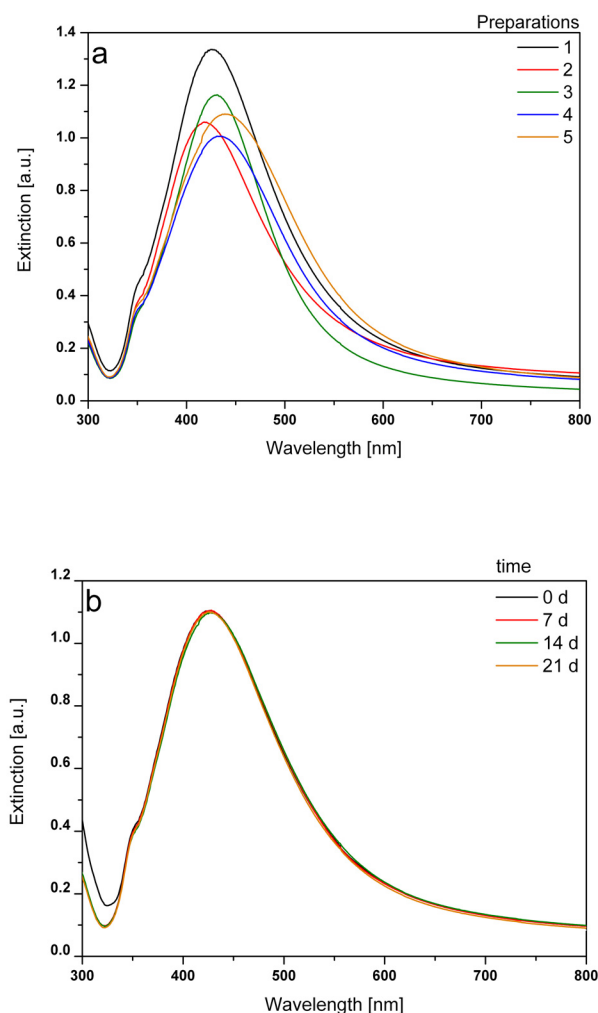 Preparations
a
1
2
3
4
5
1.4
1.2
1.0
0.8
0.6
0.4
0.2
0.0
Extinction [a.u.]
300 400 500 600 700 800
Wavelength [nm]
time
b
0 d
7 d
14 d
21 d
1.2
1.0
0.8
0.6
0.4
0.2
0.0
Extinction [a.u.]
300 400 500 600 700 800
Wavelength [nm]